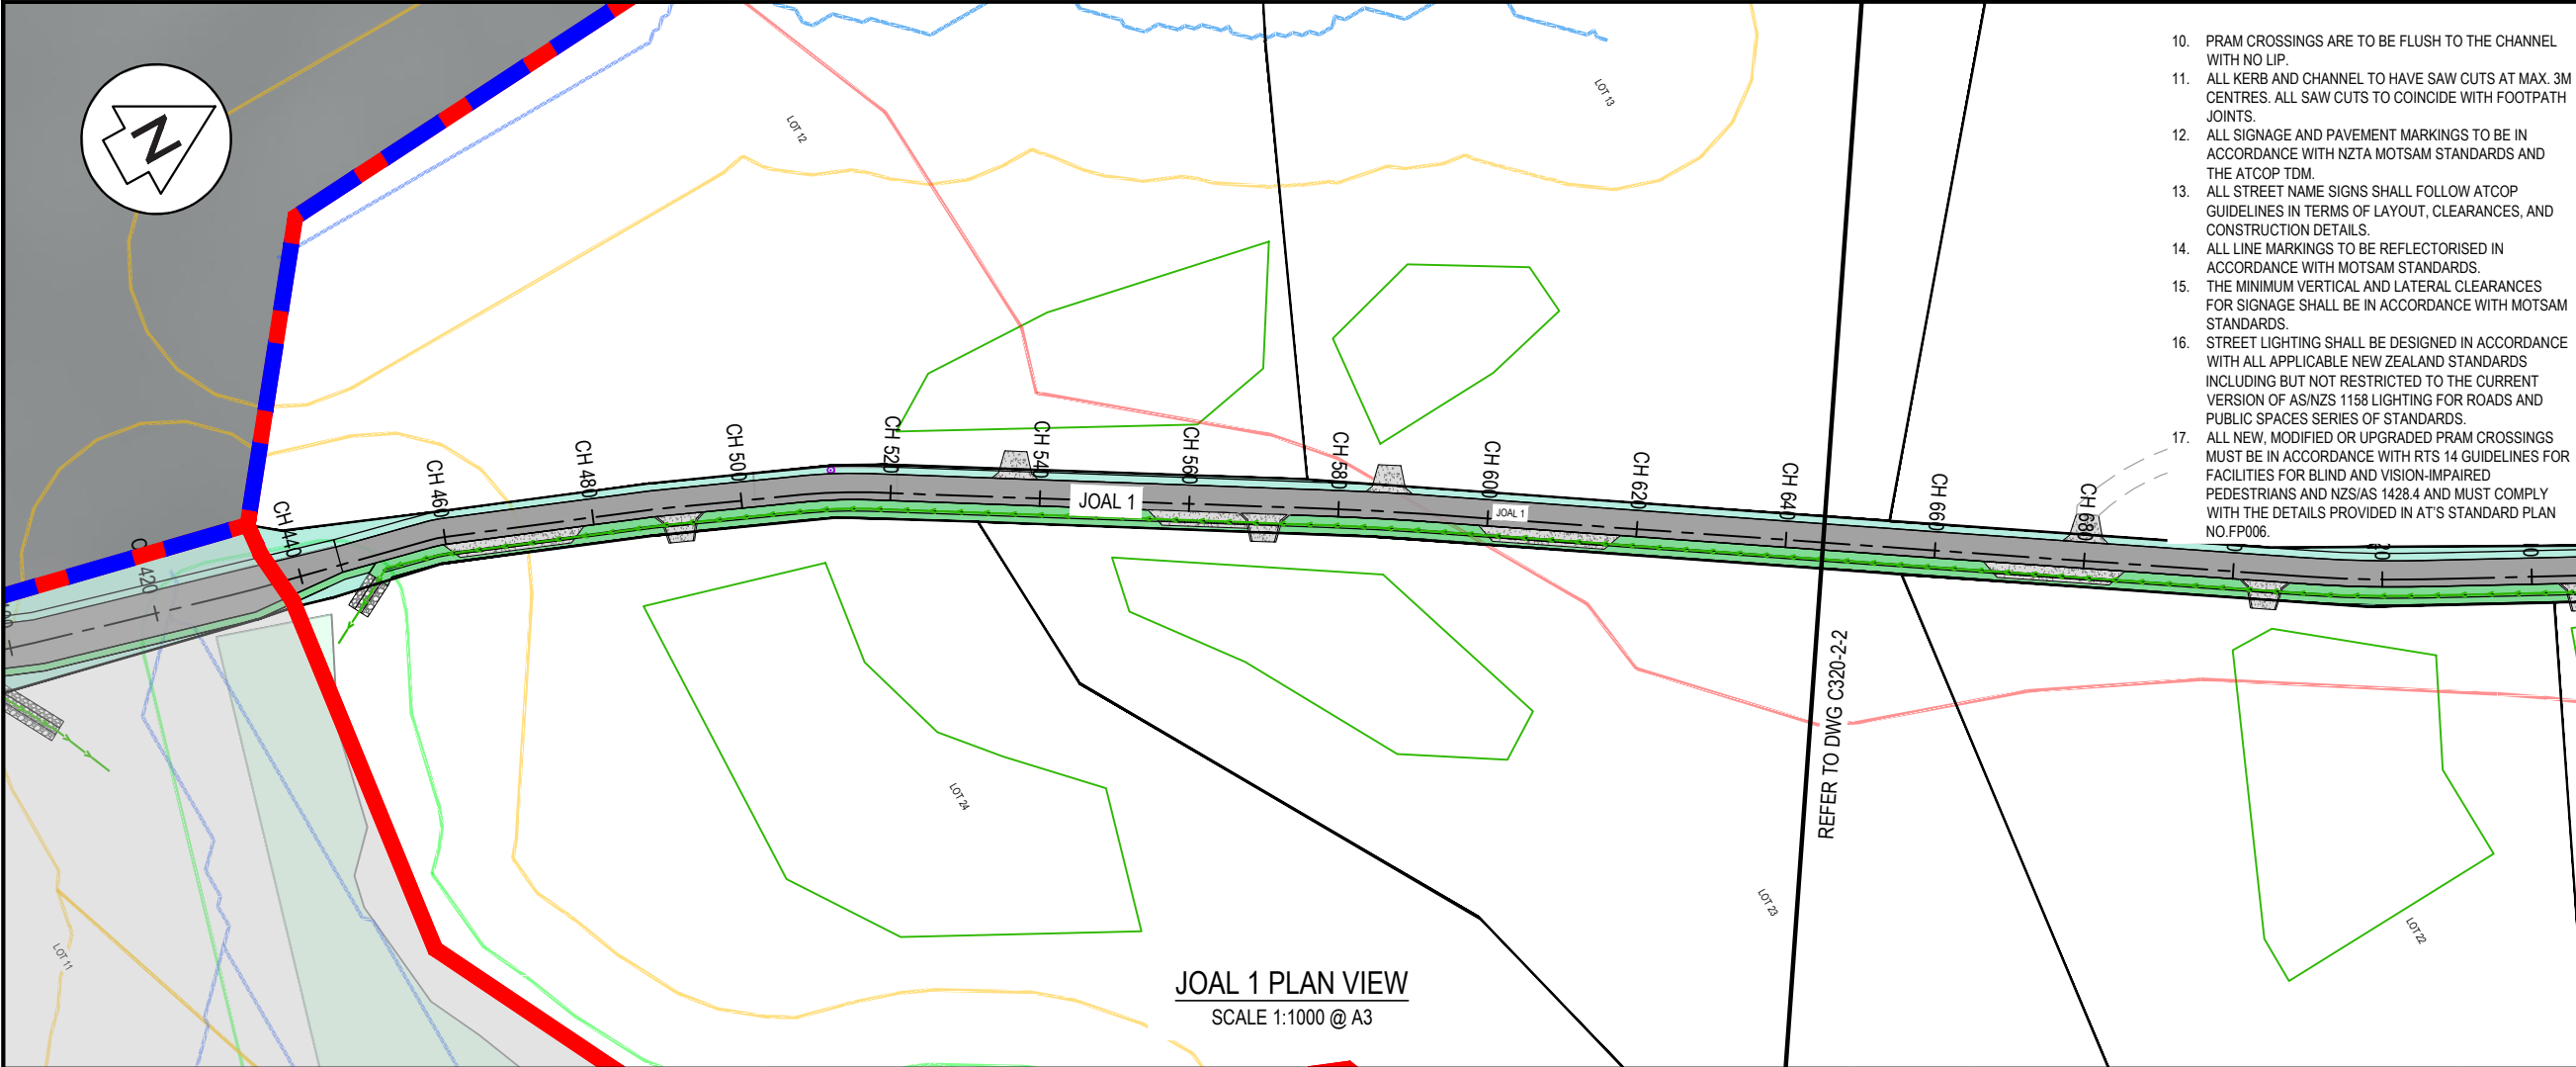 10. PRAM CROSSINGS ARE TO BE FLUSH TO THE CHANNEL
WITH NO LIP.
11. ALL KERB AND CHANNEL TO HAVE SAW CUTS AT MAX. 3M
CENTRES. ALL SAW CUTS TO COINCIDE WITH FOOTPATH
JOINTS.
12. ALL SIGNAGE AND PAVEMENT MARKINGS TO BE IN
ACCORDANCE WITH NZTA MOTSAM STANDARDS AND
THE ATCOP TDM.
13. ALL STREET NAME SIGNS SHALL FOLLOW ATCOP
GUIDELINES IN TERMS OF LAYOUT, CLEARANCES, AND
CONSTRUCTION DETAILS.
14. ALL LINE MARKINGS TO BE REFLECTORISED IN
ACCORDANCE WITH MOTSAM STANDARDS.
15. THE MINIMUM VERTICAL AND LATERAL CLEARANCES
FOR SIGNAGE SHALL BE IN ACCORDANCE WITH MOTSAM
STANDARDS.
16. STREET LIGHTING SHALL BE DESIGNED IN ACCORDANCE
WITH ALL APPLICABLE NEW ZEALAND STANDARDS
INCLUDING BUT NOT RESTRICTED TO THE CURRENT
VERSION OF AS/NZS 1158 LIGHTING FOR ROADS AND
PUBLIC SPACES SERIES OF STANDARDS.
17. ALL NEW, MODIFIED OR UPGRADED PRAM CROSSINGS
MUST BE IN ACCORDANCE WITH RTS 14 GUIDELINES FOR
FACILITIES FOR BLIND AND VISION-IMPAIRED
PEDESTRIANS AND NZS/AS 1428.4 AND MUST COMPLY
WITH THE DETAILS PROVIDED IN AT'S STANDARD PLAN
NO.FP006.
N
LOT 12
LOT 13
420
CH 440
CH 460
CH 480
CH 500
CH 520
CH 540
CH 560
CH 580
CH 600
CH 620
CH 640
CH 660
CH 680
JOAL 1
JOAL 1
REFER TO DWG C320-2-2
LOT 24
LOT 23
LOT 22
LOT 11
JOAL 1 PLAN VIEW
SCALE 1:1000 @ A3